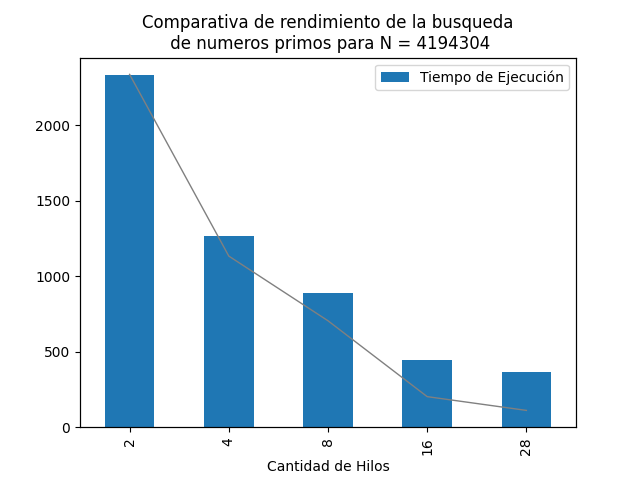 Comparativa de rendimiento de la busqueda
de numeros primos para N = 4194304
Tiempo de Ejecución
2000
1500
1000
500
0
2
4
8
16
28
Cantidad de Hilos